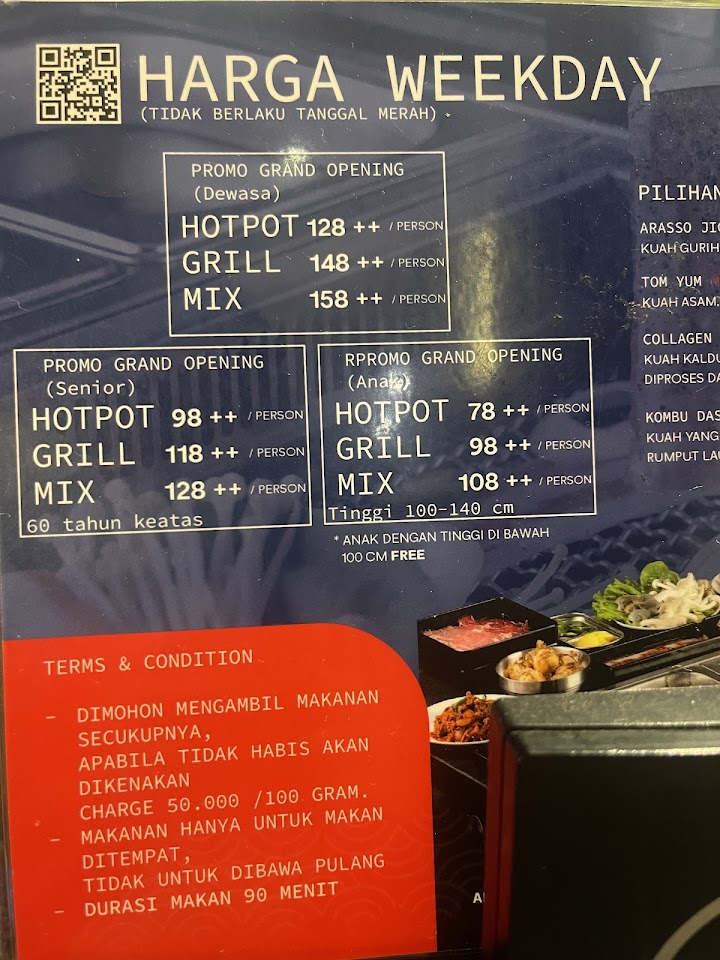 HARGA WEEKDAY
(TIDAK BERLAKU TANGGAL MERAH)
PROMO GRAND OPENING
(Dewasa)
HOTPOT 128 ++ / PERSON
GRILL 148 ++ / PERSON
MIX 158 ++ / PERSON
PROMO GRAND OPENING
(Senior)
HOTPOT 98 ++ / PERSON
GRILL 118 ++ / PERSON
MIX 128 ++ / PERSON
60 tahun keatas
RPROMO GRAND OPENING
(Anak)
HOTPOT 78 ++ / PERSON
GRILL 98 ++ / PERSON
MIX 108 ++ / PERSON
Tinggi 100-140 cm
* ANAK DENGAN TINGGI DI BAWAH
100 CM FREE
PILIHAN
ARASSO
KUAH GURIH
TOM YUM
KUAH ASAM,
COLLAGEN
KUAH KALDU
DIPROSES
KOMBU
KUAH YANG
RUMPUT
TERMS & CONDITION
- DIMOHON MENGAMBIL MAKANAN
SECUKUPNYA,
APABILA TIDAK HABIS AKAN
DIKENAKAN
CHARGE 50.000 /100 GRAM.
- MAKANAN HANYA UNTUK MAKAN
DITEMPAT,
TIDAK UNTUK DIBAWA PULANG
- DURASI MAKAN 90 MENIT